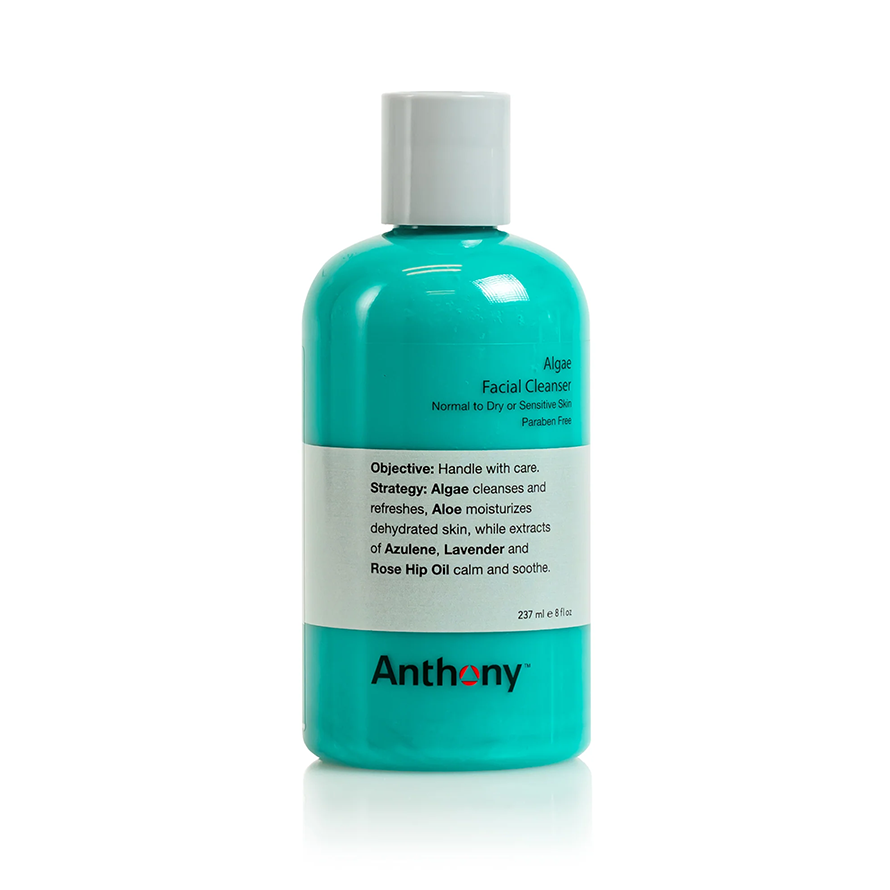 Algae
Facial Cleanser
Normal to Dry or Sensitive Skin
Paraben Free
Objective: Handle with care.
Strategy: Algae cleanses and
refreshes, Aloe moisturizes
dehydrated skin, while extracts
of Azulene, Lavender and
Rose Hip Oil calm and soothe.
237 ml e 8 fl oz
Anthony™